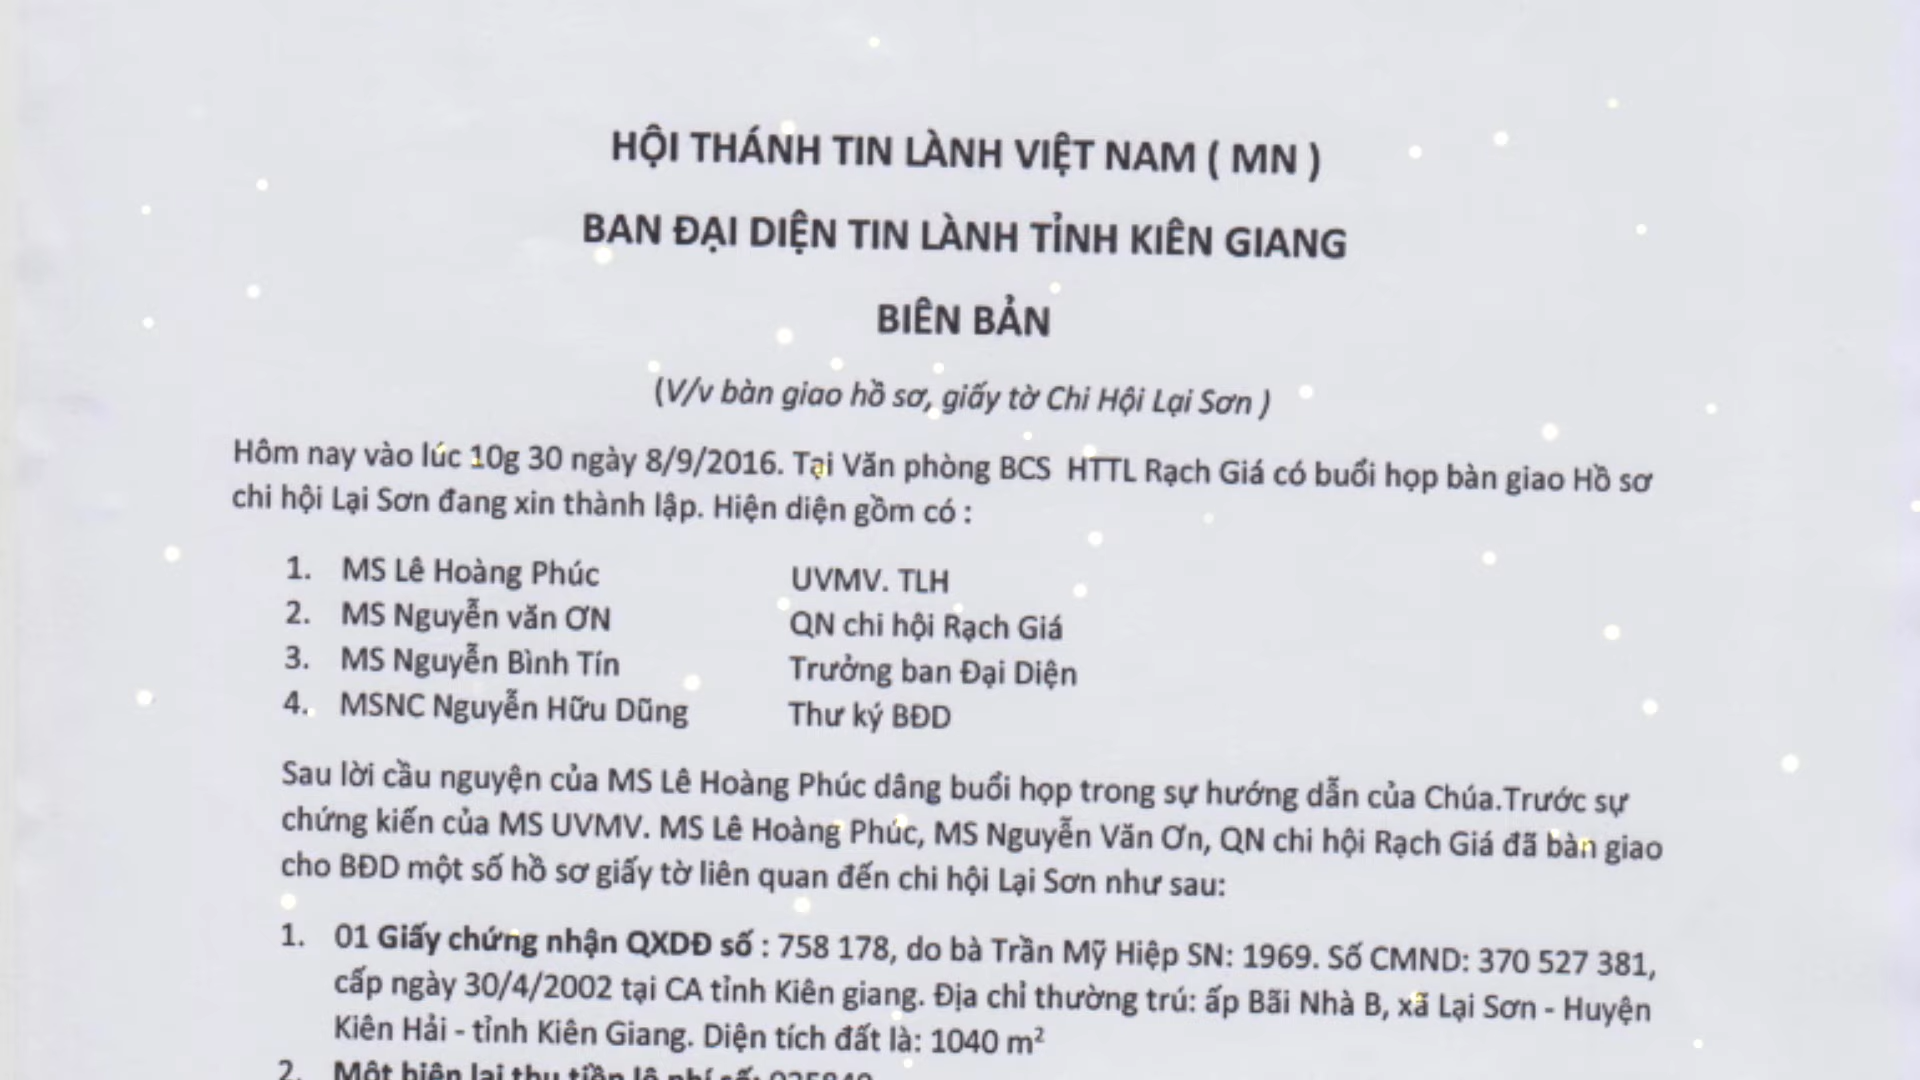 HỘI THÁNH TIN LÀNH VIỆT NAM ( MN )
BAN ĐẠI DIỆN TIN LÀNH TỈNH KIÊN GIANG
BIÊN BẢN
(V/v bàn giao hồ sơ, giấy tờ Chi Hội Lại Sơn )
Hôm nay vào lúc 10g 30 ngày 8/9/2016. Tại Văn phòng BCS HTTL Rạch Giá có buổi họp bàn giao Hồ sơ
chi hội Lại Sơn đang xin thành lập. Hiện diện gồm có :
1. MS Lê Hoàng Phúc UVMV. TLH
2. MS Nguyễn văn ƠN QN chi hội Rạch Giá
3. MS Nguyễn Bình Tín Trưởng ban Đại Diện
4. MSNC Nguyễn Hữu Dũng Thư ký BĐD
Sau lời cầu nguyện của MS Lê Hoàng Phúc dâng buổi họp trong sự hướng dẫn của Chúa.Trước sự
chứng kiến của MS UVMV. MS Lê Hoàng Phúc, MS Nguyễn Văn Ơn, QN chi hội Rạch Giá đã bàn giao
cho BĐD một số hồ sơ giấy tờ liên quan đến chi hội Lại Sơn như sau:
1. 01 Giấy chứng nhận QXDĐ số : 758 178, do bà Trần Mỹ Hiệp SN: 1969. Số CMND: 370 527 381,
cấp ngày 30/4/2002 tại CA tỉnh Kiên giang. Địa chỉ thường trú: ấp Bãi Nhà B, xã Lại Sơn - Huyện
Kiên Hải - tỉnh Kiên Giang. Diện tích đất là: 1040 m²
2. Một biên lai thu tiền lệ phí số: 025840